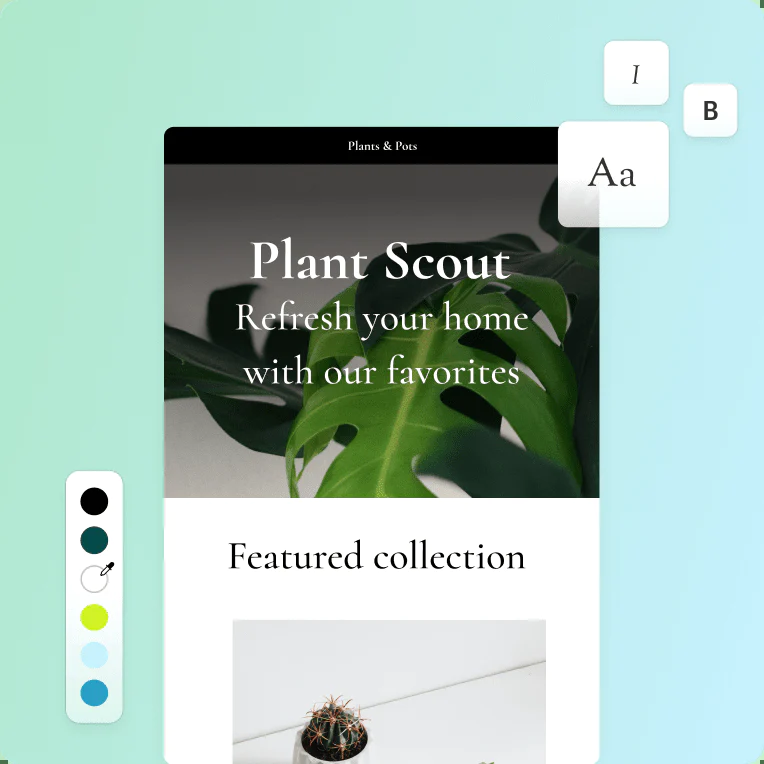 I
B
Plants & Pots
Aa
Plant Scout
Refresh your home
with our favorites
Featured collection